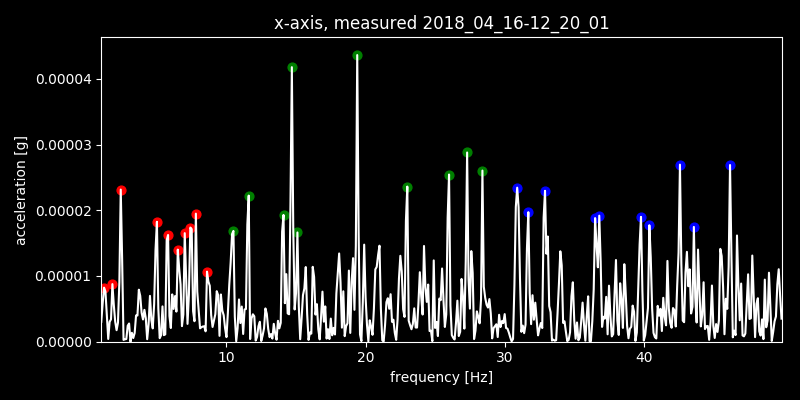 x-axis, measured 2018_04_16-12_20_01
0.00004
0.00003
0.00002
0.00001
0.00000
acceleration [g]
10 20 30 40
frequency [Hz]